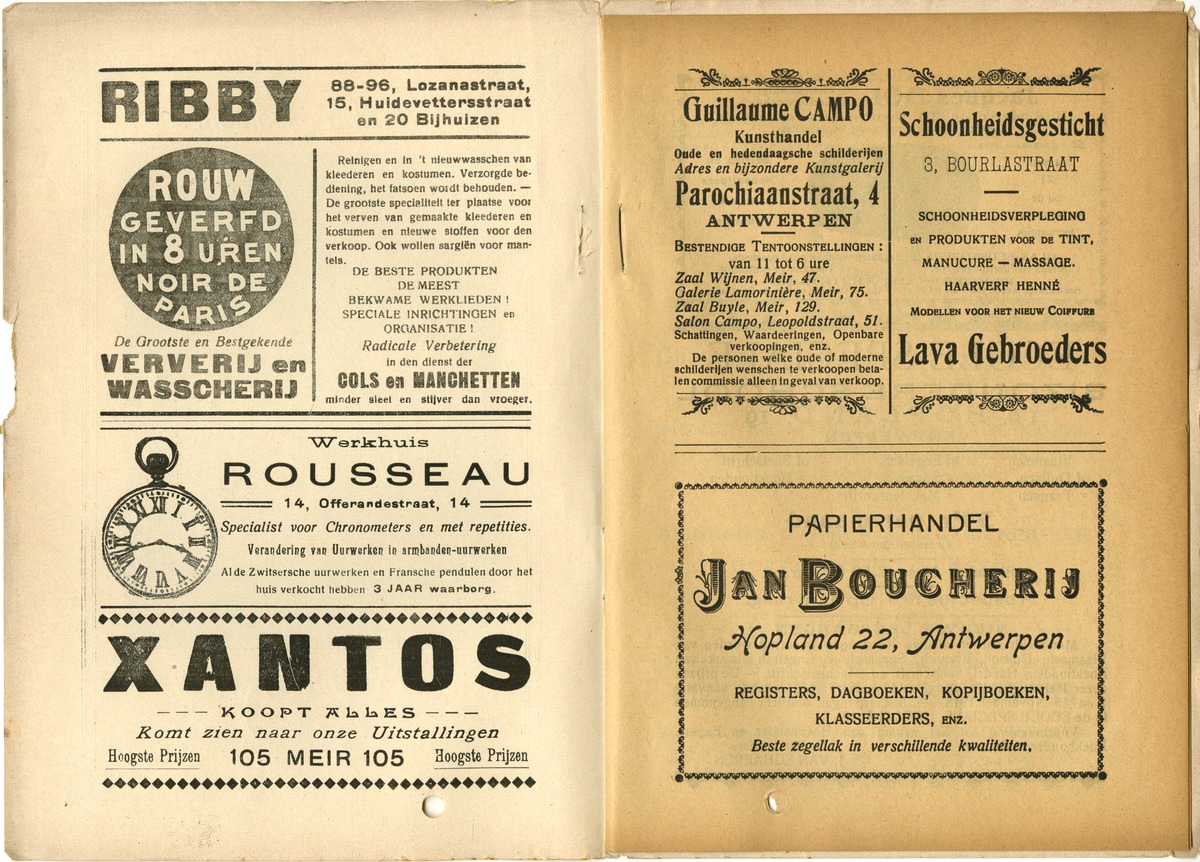 RIBBY
88-96, Lozanastraat,
15, Huidevettersstraat
en 20 Bijhuizen
ROUW
GEVERFD
IN 8 UREN
NOIR DE
PARIS
De Grootste en Bestgekende
VERVERIJ en
WASSCHERIJ
Reinigen en in 't nieuwwasschen van
kleederen en kostumen. Verzorgde be-
diening, het fatsoen wordt behouden. —
De grootste specialiteit ter plaatse voor
het verven van gemaakte kleederen en
kostumen en nieuwe stoffen voor den
verkoop. Ook wollen sargiën voor man-
tels.
DE BESTE PRODUKTEN
DE MEEST
BEKWAME WERKLIEDEN !
SPECIALE INRICHTINGEN en
ORGANISATIE !
Radicale Verbetering
in den dienst der
COLS en MANCHETTEN
minder sleet en stijver dan vroeger.
Werkhuis
ROUSSEAU
14, Offerandestraat, 14
Specialist voor Chronometers en met repetities.
Verandering van Uurwerken in armbanden-uurwerken
Al de Zwitsersche uurwerken en Fransche pendulen door het
huis verkocht hebben 3 JAAR waarborg.
XANTOS
--- KOOPT ALLES ---
Komt zien naar onze Uitstallingen
Hoogste Prijzen 105 MEIR 105 Hoogste Prijzen
Guillaume CAMPO
Kunsthandel
Oude en hedendaagsche schilderijen
Adres en bijzondere Kunstgalerij
Parochiaanstraat, 4
ANTWERPEN
BESTENDIGE TENTOONSTELLINGEN :
van 11 tot 6 ure
Zaal Wijnen, Meir, 47.
Galerie Lamorinière, Meir, 75.
Zaal Buyle, Meir, 129.
Salon Campo, Leopoldstraat, 51.
Schattingen, Waardeeringen, Openbare
verkoopingen, enz.
De personen welke oude of moderne
schilderijen wenschen te verkoopen beta-
len commissie alleen in geval van verkoop.
Schoonheidsgesticht
3, BOURLASTRAAT
SCHOONHEIDSVERPLEGING
EN PRODUKTEN VOOR DE TINT,
MANUCURE — MASSAGE.
HAARVERF HENNÉ
MODELLEN VOOR HET NIEUW COIFFURE
Lava Gebroeders
PAPIERHANDEL
JAN BOUCHERIJ
Hopland 22, Antwerpen
REGISTERS, DAGBOEKEN, KOPIJBOEKEN,
KLASSEERDERS, ENZ.
Beste zegellak in verschillende kwaliteiten.